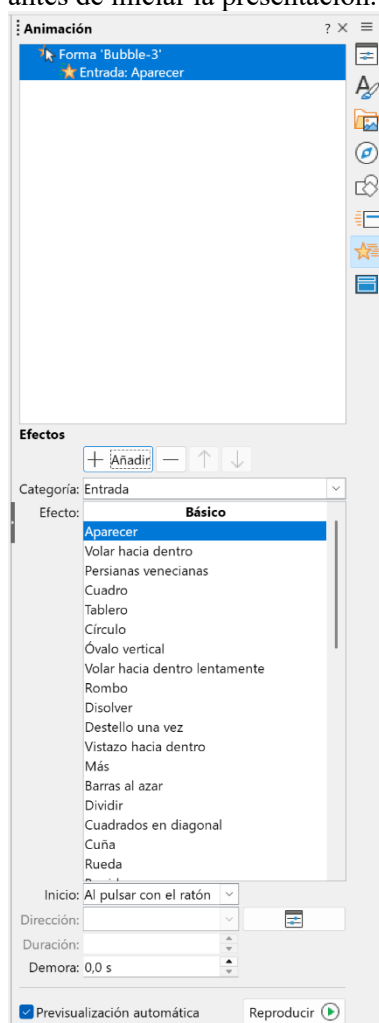 antes de iniciar la presentación.
Animación ? ×
Forma 'Bubble-3'
Entrada: Aparecer
Efectos
Añadir
Categoría: Entrada
Efecto: Básico
Aparecer
Volar hacia dentro
Persianas venecianas
Cuadro
Tablero
Círculo
Óvalo vertical
Volar hacia dentro lentamente
Rombo
Disolver
Destello una vez
Vistazo hacia dentro
Más
Barras al azar
Dividir
Cuadrados en diagonal
Cuña
Rueda
Inicio: Al pulsar con el ratón
Dirección:
Duración:
Demora: 0,0 s
Previsualización automática Reproducir